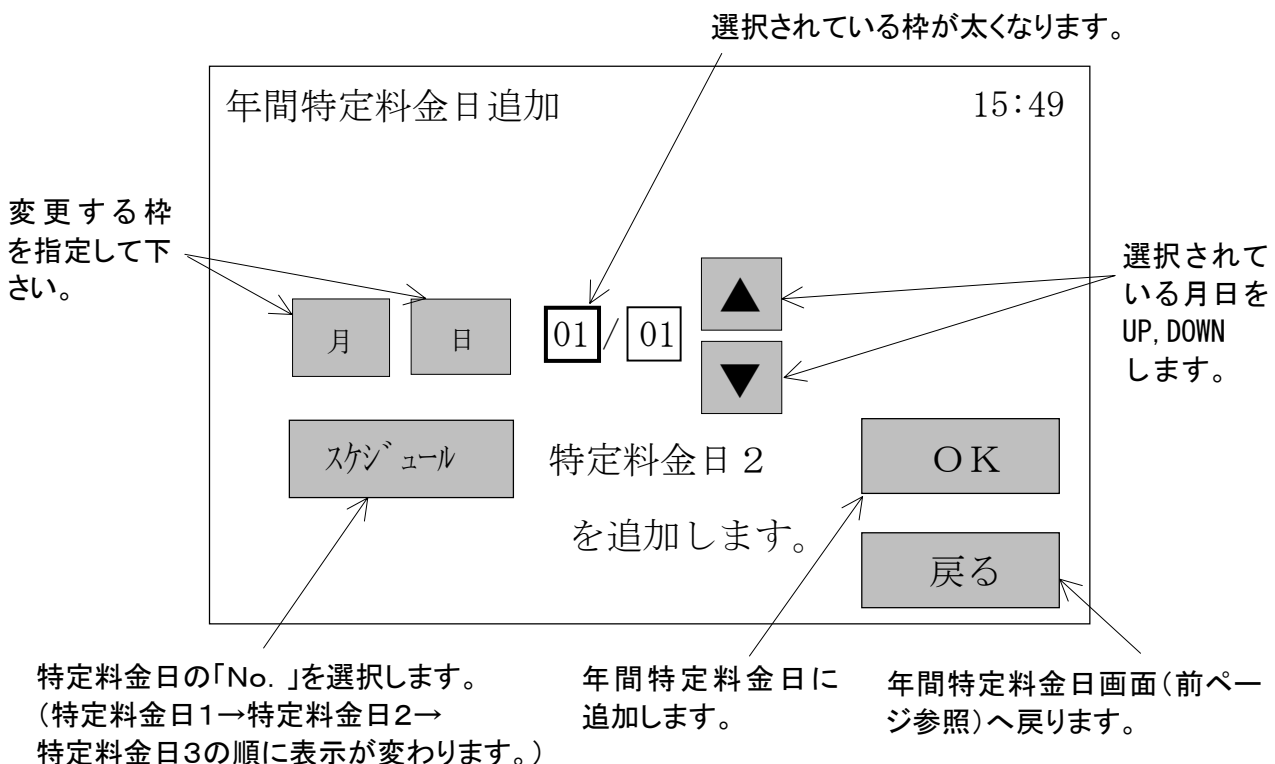 選択されている枠が太くなります。
年間特定料金日追加
15:49
変更する枠
を指定して下
さい。
選択されて
いる月日を
UP,DOWN
します。
月
日
01/01
▲
▼
ｽｹｼﾞｭｰﾙ
特定料金日２
ＯＫ
を追加します。
戻る
特定料金日の「Ｎｏ．」を選択します。
（特定料金日１→特定料金日２→
特定料金日３の順に表示が変わります。）
年間特定料金日に
追加します。
年間特定料金日画面（前ペー
ジ参照）へ戻ります。